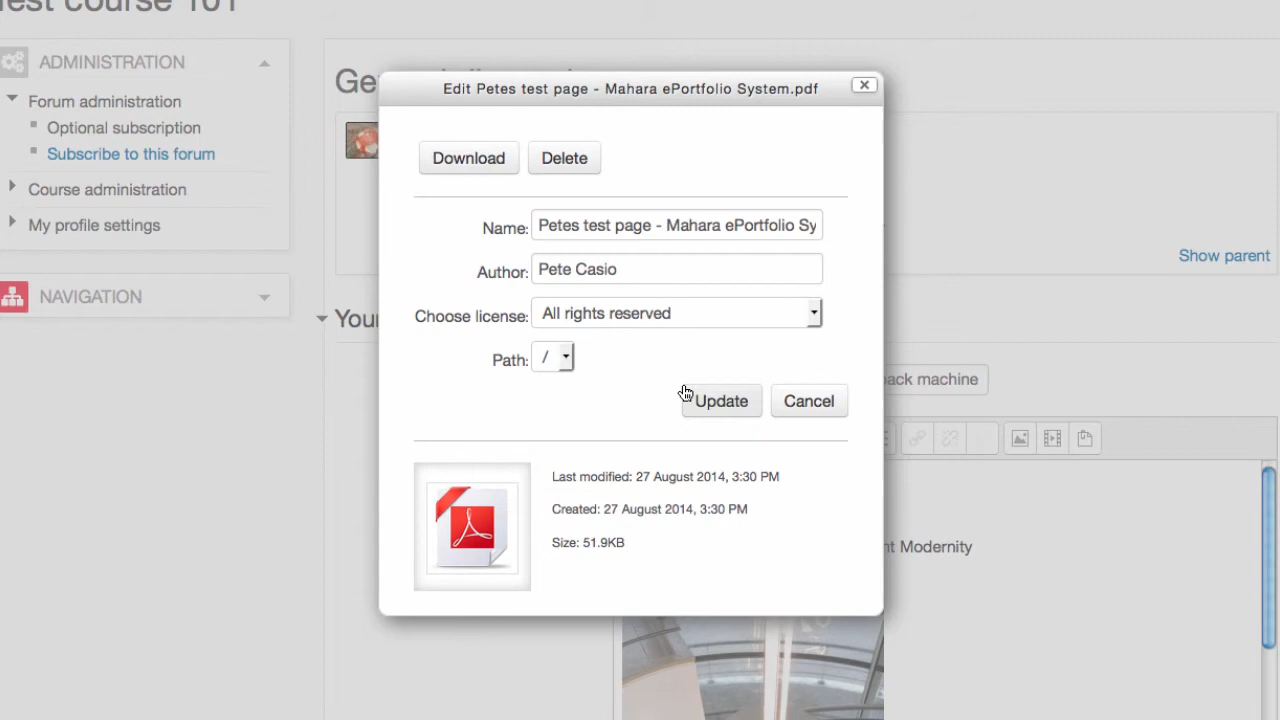 Test course 101
ADMINISTRATION
Forum administration
Optional subscription
Subscribe to this forum
Course administration
My profile settings
NAVIGATION
Show parent
You
machine
nt Modernity
Edit Petes test page - Mahara ePortfolio System.pdf
Download
Delete
Name:
Petes test page - Mahara ePortfolio Sy
Author:
Pete Casio
Choose license:
All rights reserved
Path:
/
Update
Cancel
Last modified: 27 August 2014, 3:30 PM
Created: 27 August 2014, 3:30 PM
Size: 51.9KB